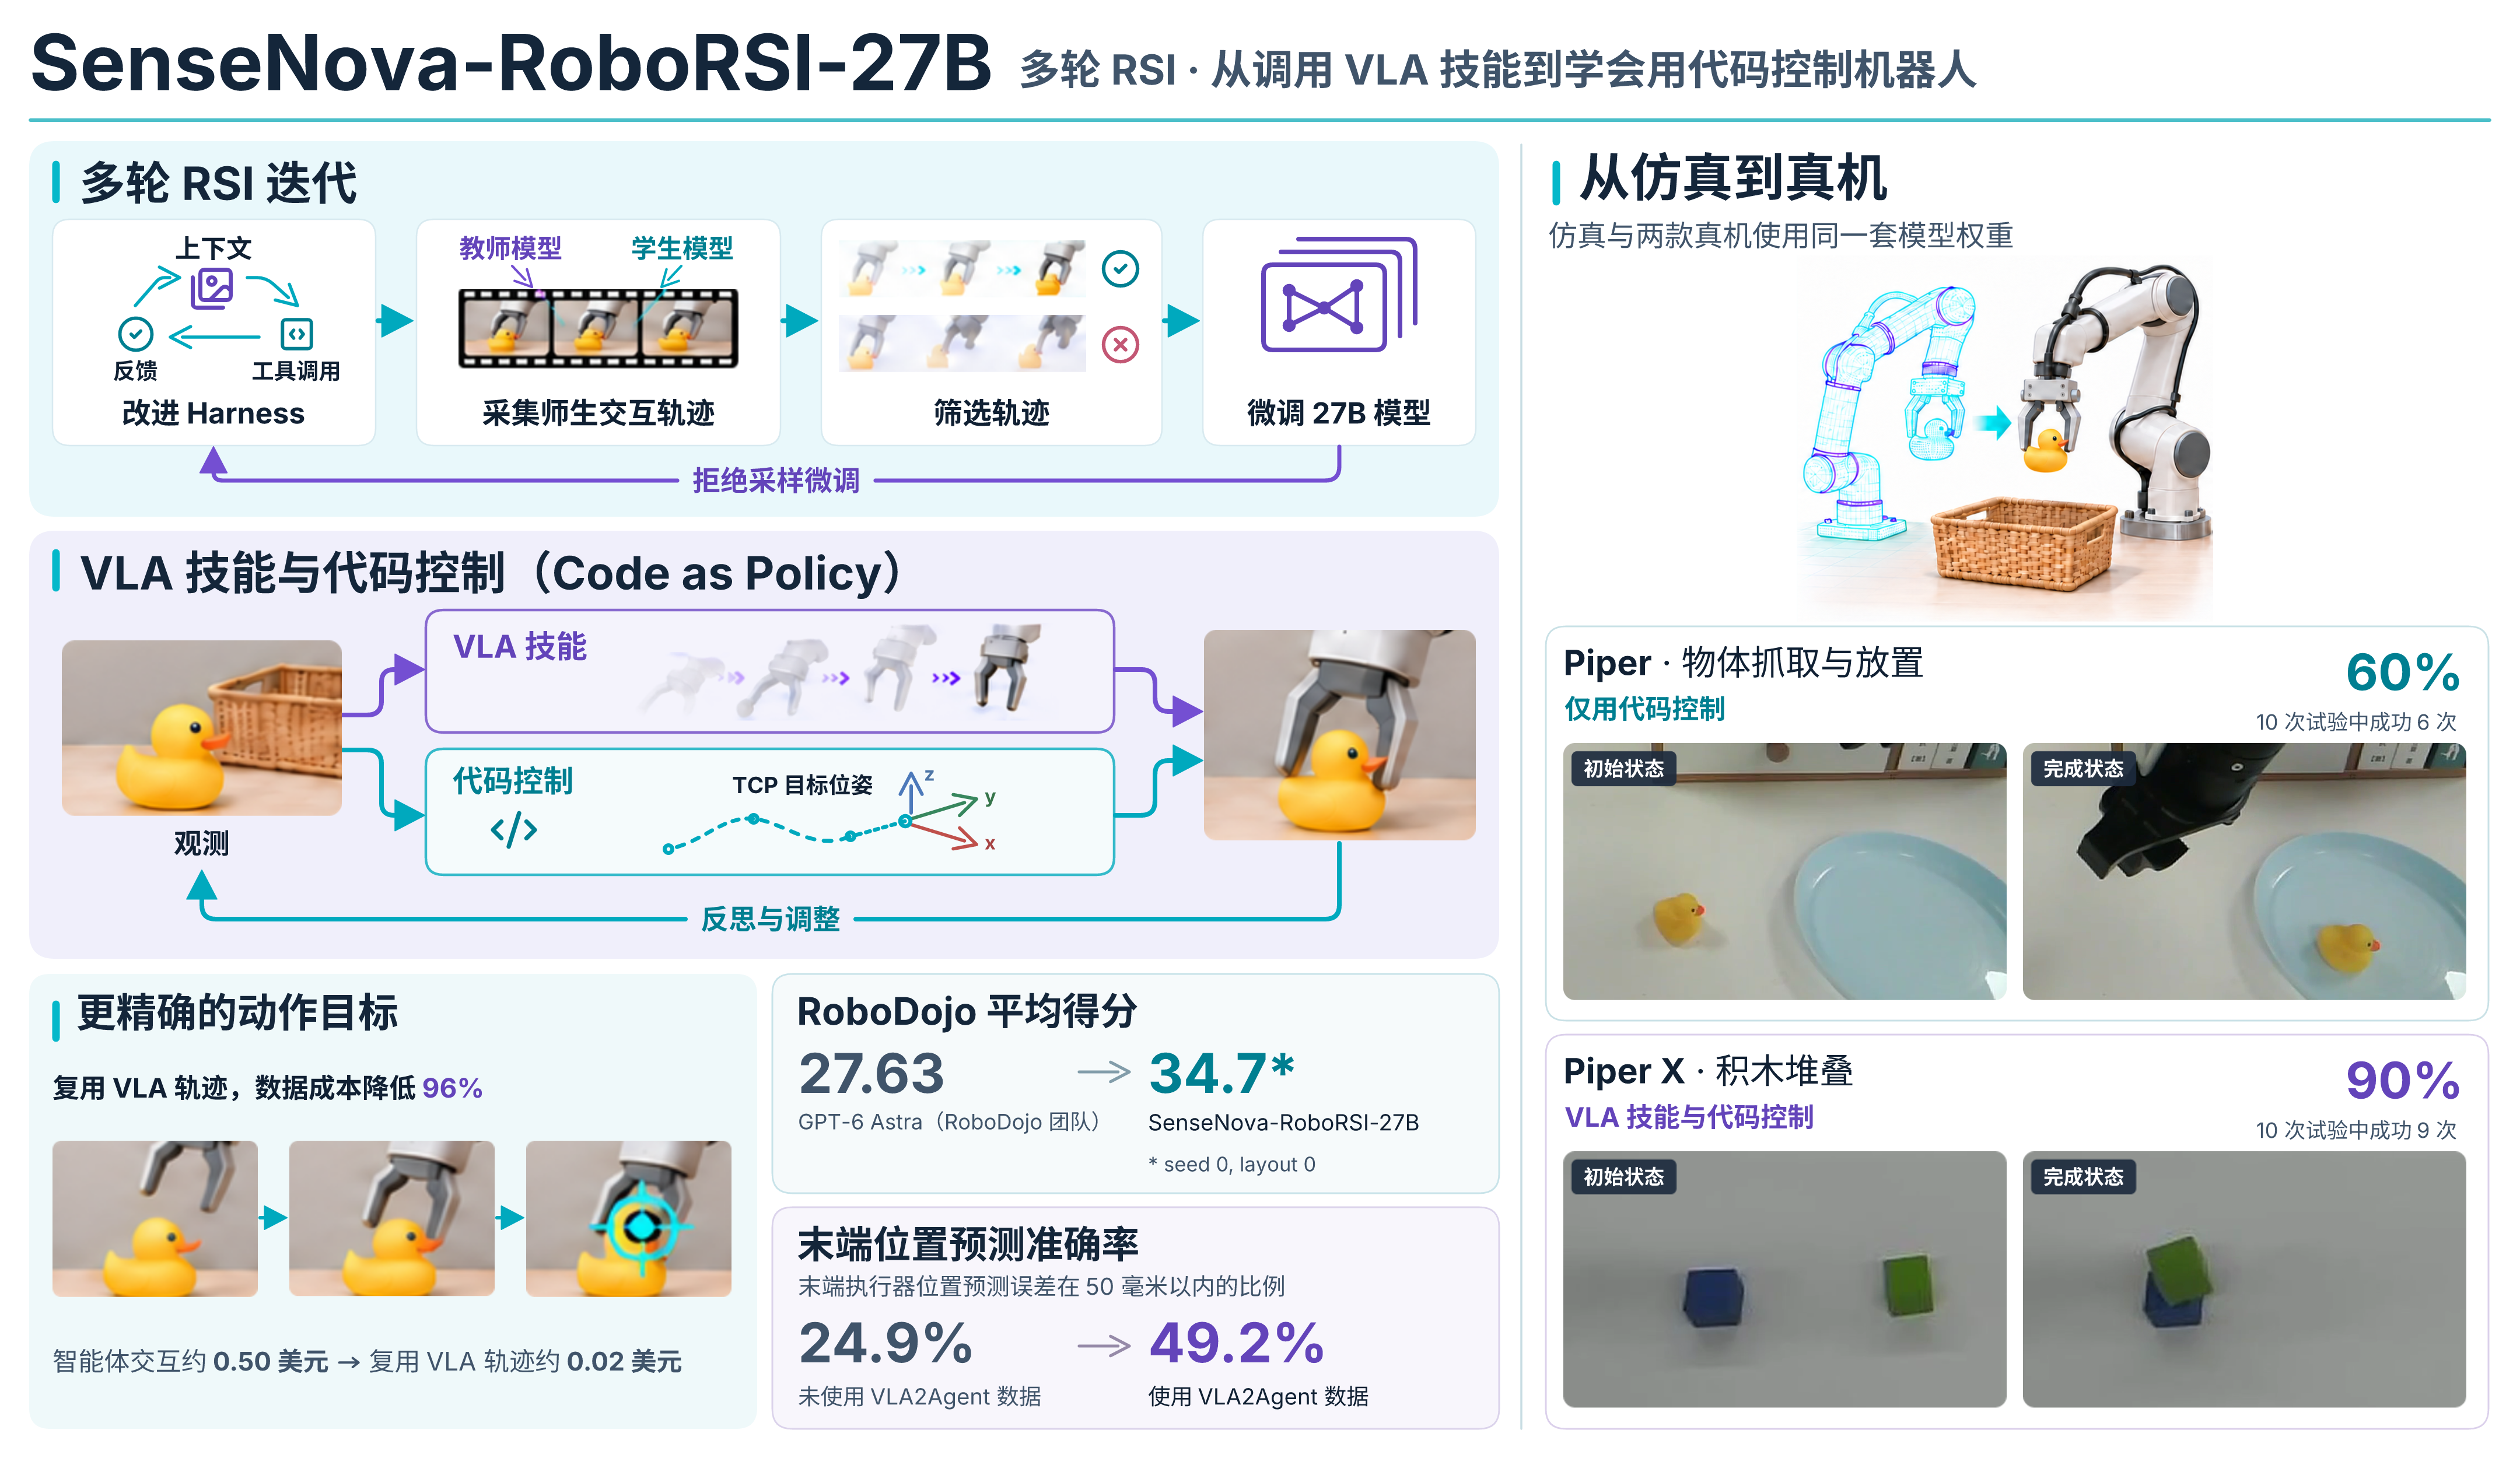 SenseNova-RoboRSI-27B 多轮 RSI · 从调用 VLA 技能到学会用代码控制机器人
多轮 RSI 迭代
上下文
反馈
工具调用
改进 Harness
教师模型
学生模型
采集师生交互轨迹
筛选轨迹
微调 27B 模型
拒绝采样微调
VLA 技能与代码控制（Code as Policy）
观测
VLA 技能
代码控制
</>
TCP 目标位姿
z
y
x
反思与调整
更精确的动作目标
复用 VLA 轨迹，数据成本降低 96%
智能体交互约 0.50 美元 → 复用 VLA 轨迹约 0.02 美元
RoboDojo 平均得分
27.63
34.7*
GPT-6 Astra（RoboDojo 团队）
SenseNova-RoboRSI-27B
* seed 0, layout 0
末端位置预测准确率
末端执行器位置预测误差在 50 毫米以内的比例
24.9%
49.2%
未使用 VLA2Agent 数据
使用 VLA2Agent 数据
从仿真到真机
仿真与两款真机使用同一套模型权重
Piper · 物体抓取与放置
60%
仅用代码控制
10 次试验中成功 6 次
初始状态
完成状态
Piper X · 积木堆叠
90%
VLA 技能与代码控制
10 次试验中成功 9 次
初始状态
完成状态